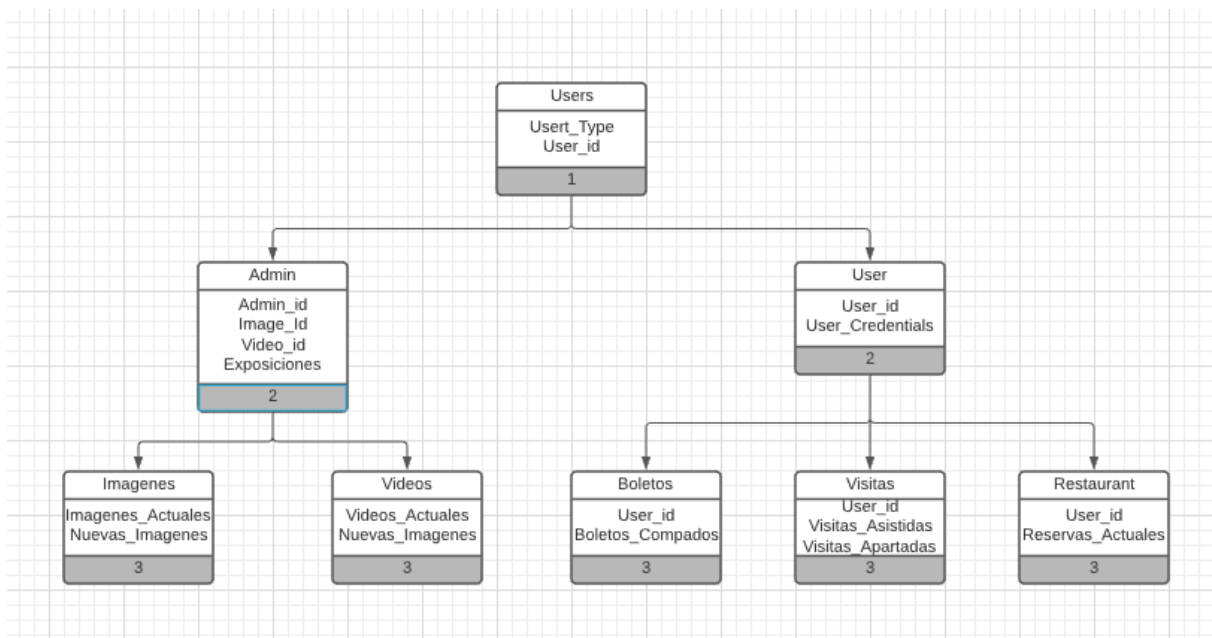 Users
Usert_Type
User_id
1
Admin
Admin_id
Image_Id
Video_id
Exposiciones
2
User
User_id
User_Credentials
2
Imagenes
Imagenes_Actuales
Nuevas_Imagenes
3
Videos
Videos_Actuales
Nuevas_Imagenes
3
Boletos
User_id
Boletos_Compados
3
Visitas
User_id
Visitas_Asistidas
Visitas_Apartadas
3
Restaurant
User_id
Reservas_Actuales
3